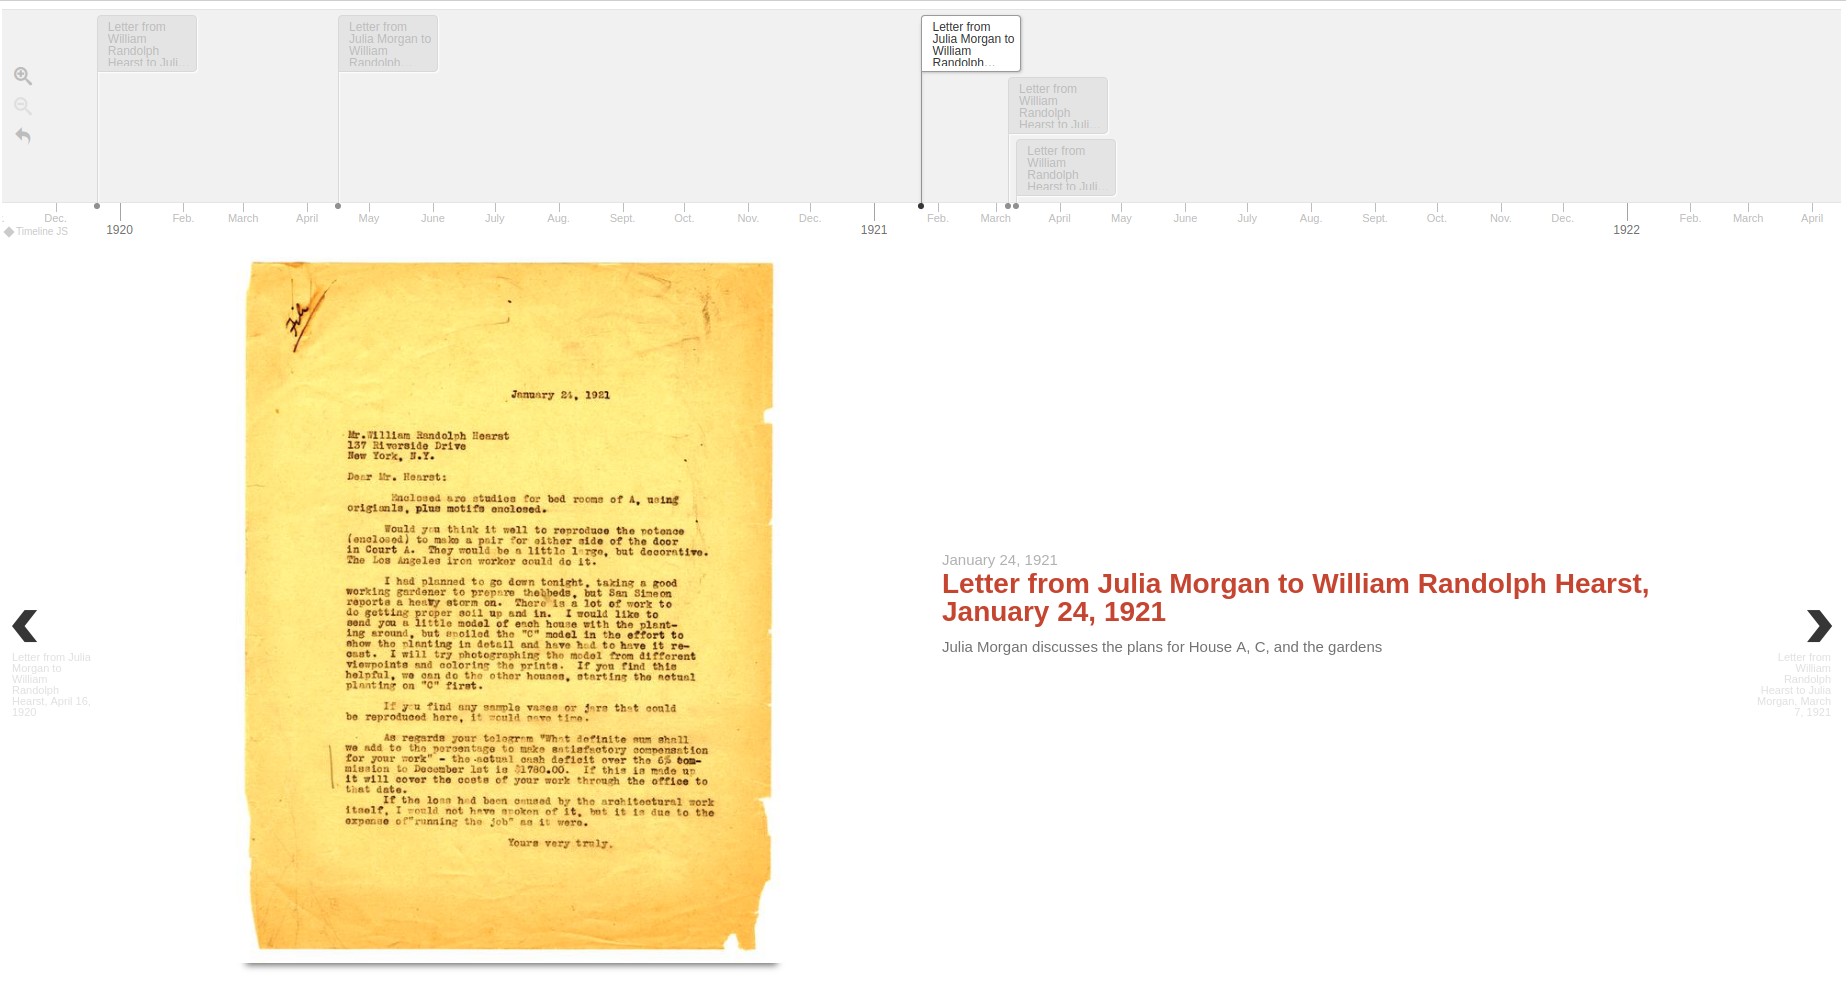 Letter from
William
Randolph
Hearst to Juli...
Letter from
Julia Morgan to
William
Randolph...
Letter from
Julia Morgan to
William
Randolph...
Letter from
William
Randolph
Hearst to Juli...
Letter from
William
Randolph
Hearst to Juli...
Dec.
Feb.
March
April
May
June
July
Aug.
Sept.
Oct.
Nov.
Dec.
Feb.
March
April
May
June
July
Aug.
Sept.
Oct.
Nov.
Dec.
Feb.
March
April
Timeline JS
1920
1921
1922
File
January 24, 1921
Mr.William Randolph Hearst
137 Riverside Drive
New York, N.Y.
Dear Mr. Hearst:
Enclosed are studies for bed rooms of A, using
origianls, plus motifs enclosed.
Would you think it well to reproduce the potence
(enclosed) to make a pair for either side of the door
in Court A. They would be a little large, but decorative.
The Los Angeles iron worker could do it.
I had planned to go down tonight, taking a good
working gardener to prepare the beds, but San Simeon
reports a heavy storm on. There is a lot of work to
do getting proper soil up and in. I would like to
send you a little model of each house with the plant-
ing around, but spoiled the "C" model in the effort to
show the planting in detail and have had to have it re-
cast. I will try photographing the model from different
viewpoints and coloring the prints. If you find this
helpful, we can do the other houses, starting the actual
planting on "C" first.
If you find any sample vases or jars that could
be reproduced here, it would save time.
As regards your telegram "What definite sum shall
we add to the percentage to make satisfactory compensation
for your work" - the actual cash deficit over the 6% com-
mission to December 1st is $1780.00. If this is made up
it will cover the costs of your work through the office to
that date.
If the loss had been caused by the architectural work
itself, I would not have spoken of it, but it is due to the
expense of"running the job" as it were.
Yours very truly,
January 24, 1921
Letter from Julia Morgan to William Randolph Hearst,
January 24, 1921
Julia Morgan discusses the plans for House A, C, and the gardens
Letter from Julia
Morgan to
William
Randolph
Hearst, April 16,
1920
Letter from
William
Randolph
Hearst to Julia
Morgan, March
7, 1921